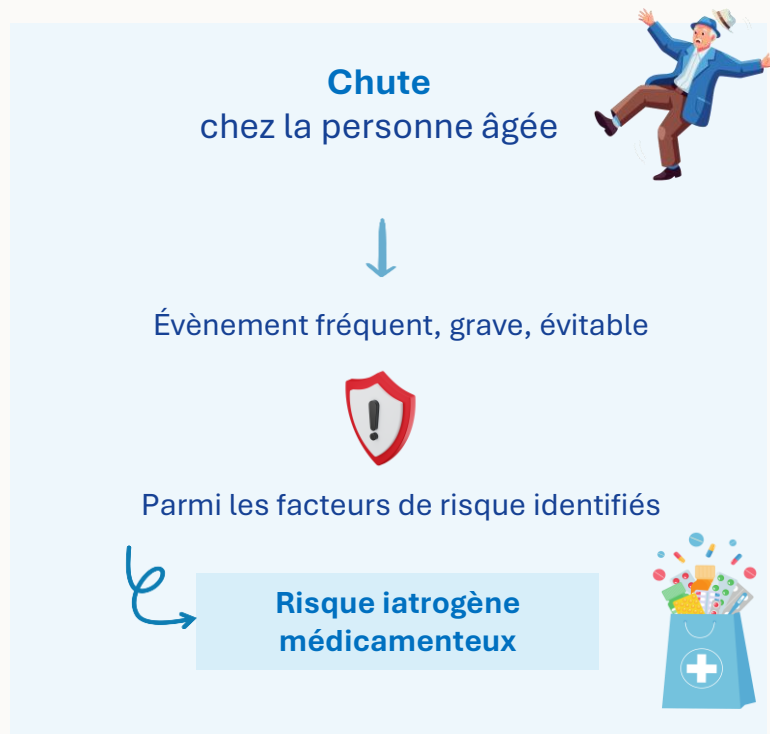 Chute
chez la personne âgée
Évènement fréquent, grave, évitable
Parmi les facteurs de risque identifiés
Risque iatrogène
médicamenteux